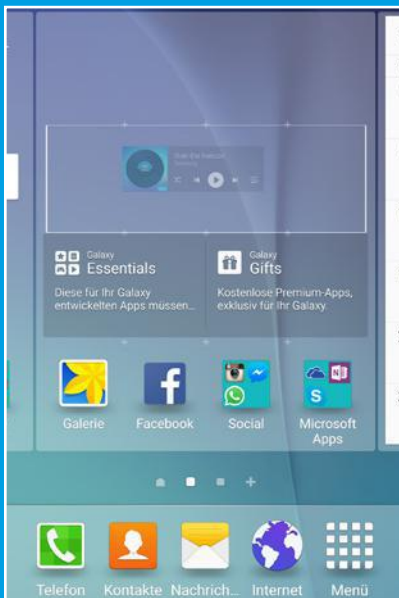 Galaxy
Essentials
Diese für Ihr Galaxy
entwickelten Apps müssen...
Galaxy
Gifts
Kostenlose Premium-Apps,
exklusiv für Ihr Galaxy.
Galerie
Facebook
Social
Microsoft
Apps
Telefon
Kontakte
Nachrich...
Internet
Menü